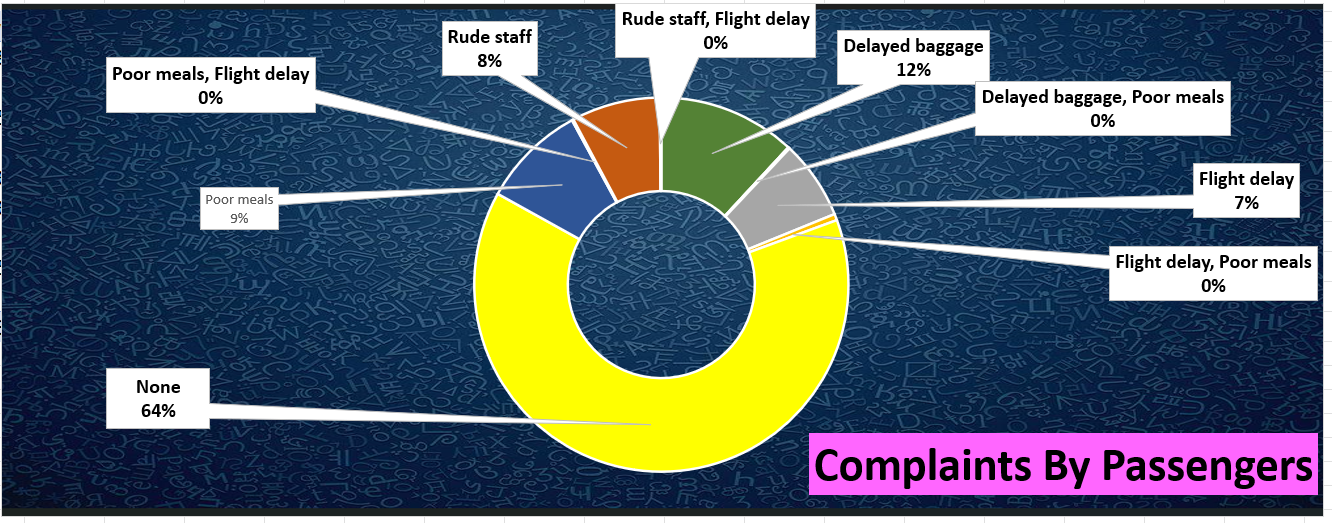 Rude staff, Flight delay
0%
Rude staff
8%
Delayed baggage
12%
Poor meals, Flight delay
0%
Delayed baggage, Poor meals
0%
Flight delay
7%
Poor meals
9%
Flight delay, Poor meals
0%
None
64%
Complaints By Passengers